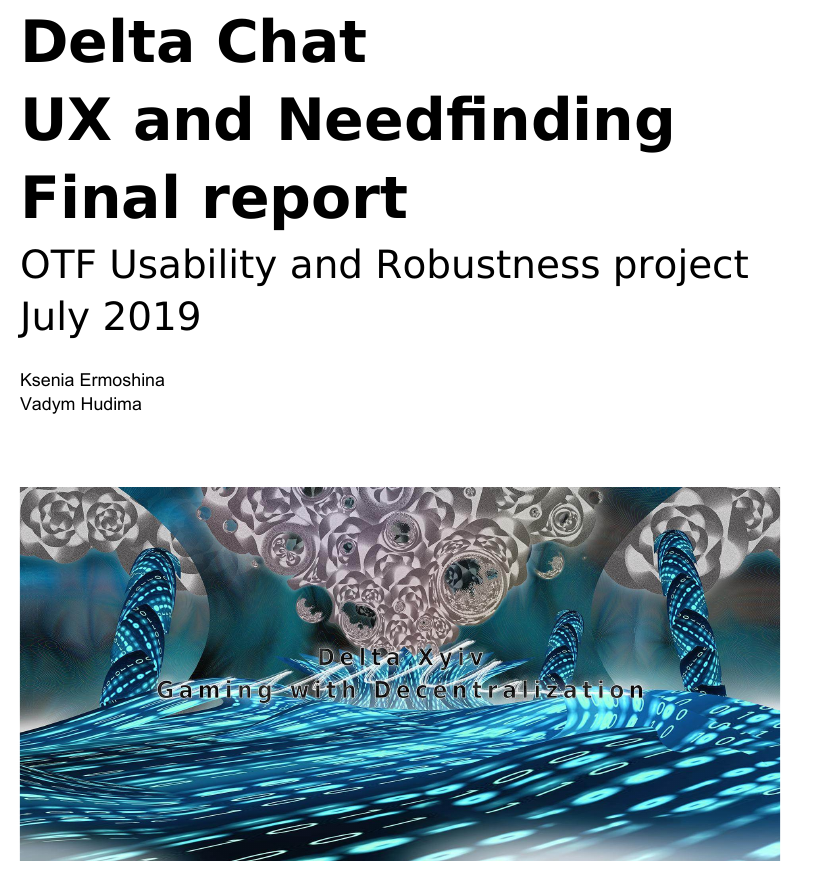 Delta Chat
UX and Needfinding
Final report
OTF Usability and Robustness project
July 2019
Ksenia Ermoshina
Vadym Hudima
Delta Xyiv
Gaming with Decentralization